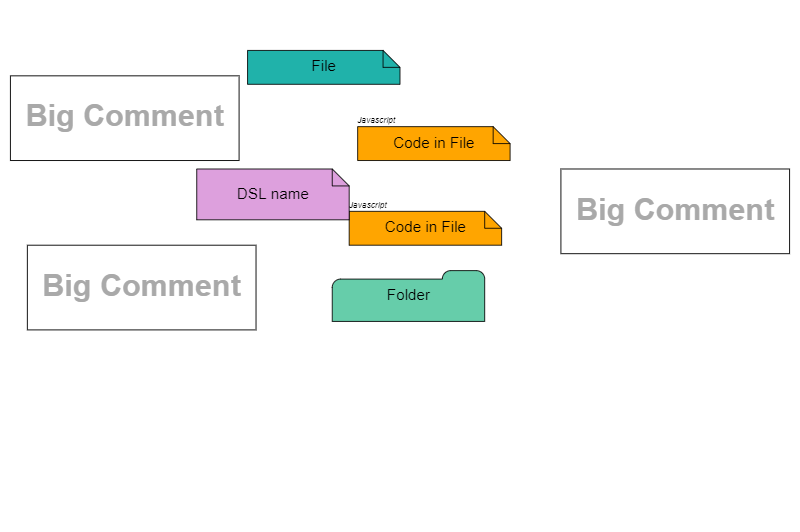 File
Big Comment
Javascript
Code in File
DSL name
Big Comment
Javascript
Code in File
Big Comment
Folder